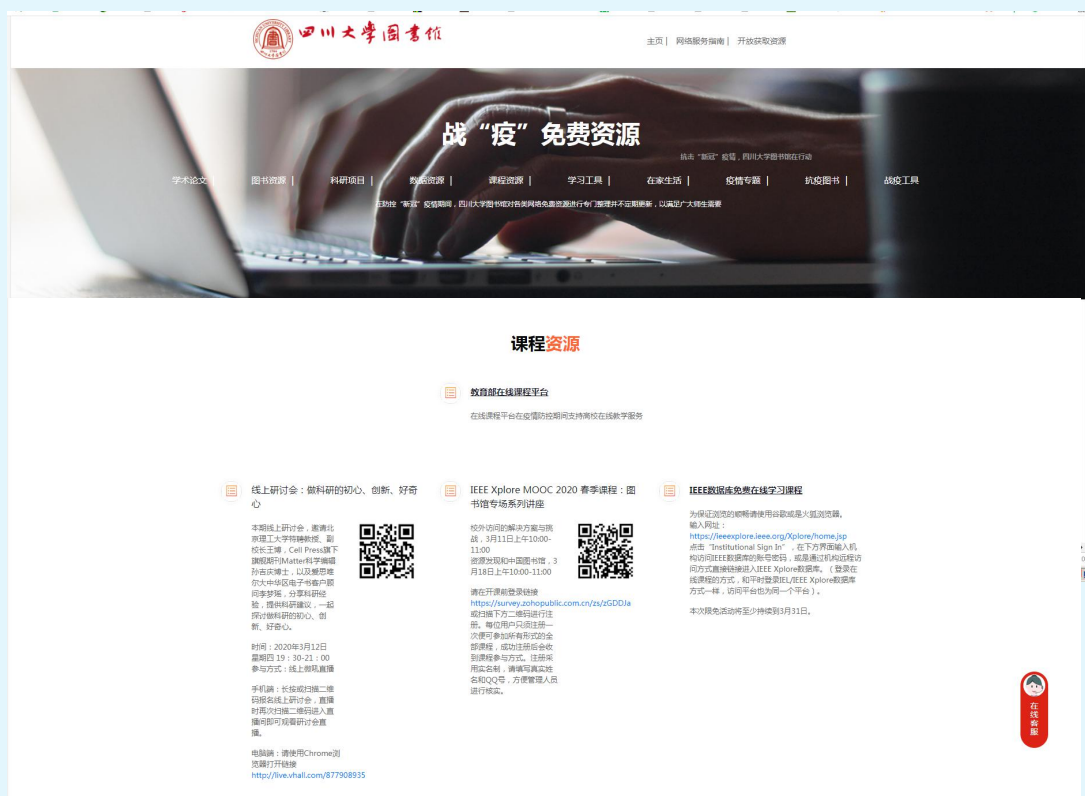 四川大学图书馆
主页 | 网络服务指南 | 开放获取资源
战“疫”免费资源
抗击“新冠”疫情，四川大学图书馆在行动
学术论文 | 图书资源 | 科研项目 | 数据资源 | 课程资源 | 学习工具 | 在家生活 | 疫情专题 | 抗疫图书 | 战疫工具
在防控“新冠”疫情期间，四川大学图书馆对各类网络免费资源进行专门整理并不定期更新，以满足广大师生需要
课程资源
教育部在线课程平台
在线课程平台在疫情防控期间支持高校在线教学服务
线上研讨会：做科研的初心、创新、好奇
心
本期线上研讨会，邀请北
京理工大学特聘教授、副
校长王博，Cell Press旗下
旗舰期刊Matter科学编辑
孙吉庆博士，以及爱思唯
尔大中华区电子书客户顾
问李梦瑶，分享科研经
验，提供科研建议，一起
探讨做科研的初心、创
新、好奇心。
时间：2020年3月12日
星期四 19：30-21：00
参与方式：线上微吼直播
手机端：长按或扫描二维
码报名线上研讨会，直播
时再次扫描二维码进入直
播间即可观看研讨会直
播。
电脑端：请使用Chrome浏
览器打开链接
http://live.vhall.com/877908935
IEEE Xplore MOOC 2020 春季课程：图
书馆专场系列讲座
校外访问的解决方案与挑
战，3月11日上午10:00-
11:00
资源发现和中国图书馆，3
月18日上午10:00-11:00
请在开课前登录链接
https://survey.zohopublic.com.cn/zs/zGDDJa
或扫描下方二维码进行注
册。每位用户只须注册一
次便可参加所有形式的全
部课程，成功注册后会收
到课程参与方式。注册采
用实名制，请填写真实姓
名和QQ号，方便管理人员
进行核实。
IEEE数据库免费在线学习课程
为保证浏览的顺畅请使用谷歌或是火狐浏览器。
输入网址：
https://ieeexplore.ieee.org/Xplore/home.jsp
点击“Institutional Sign In”，在下方界面输入机
构访问IEEE数据库的账号密码，或是通过机构远程访
问方式直接链接进入IEEE Xplore数据库。（登录在
线课程的方式，和平时登录IEL/IEEE Xplore数据库
方式一样，访问平台也为同一个平台）。
本次限免活动将至少持续到3月31日。
在线客服